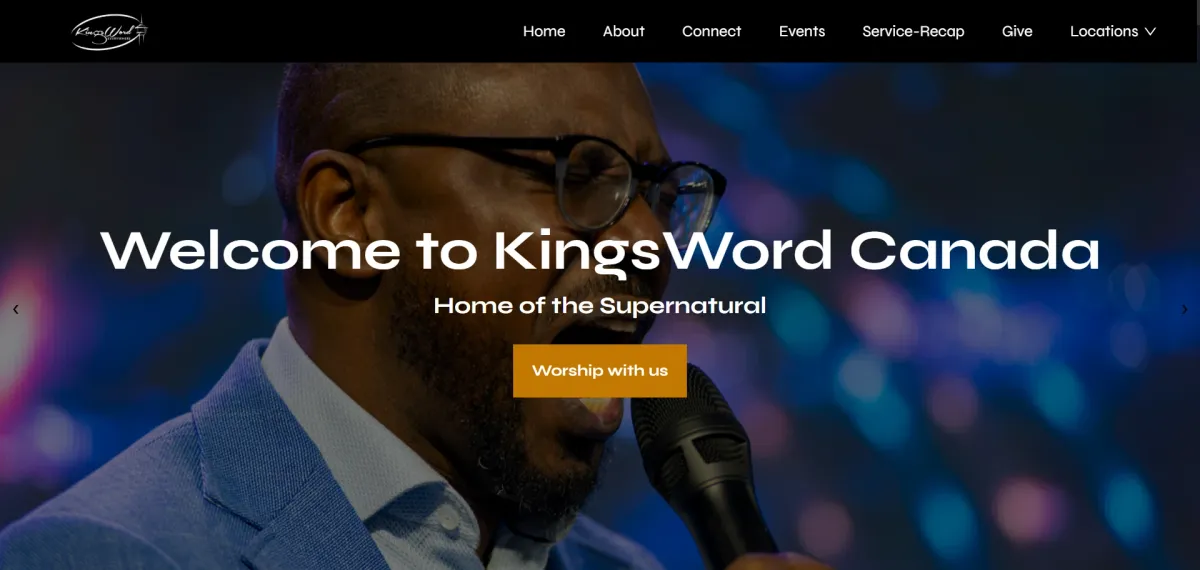 KingsWord
Home
About
Connect
Events
Service-Recap
Give
Locations
Welcome to KingsWord Canada
Home of the Supernatural
Worship with us